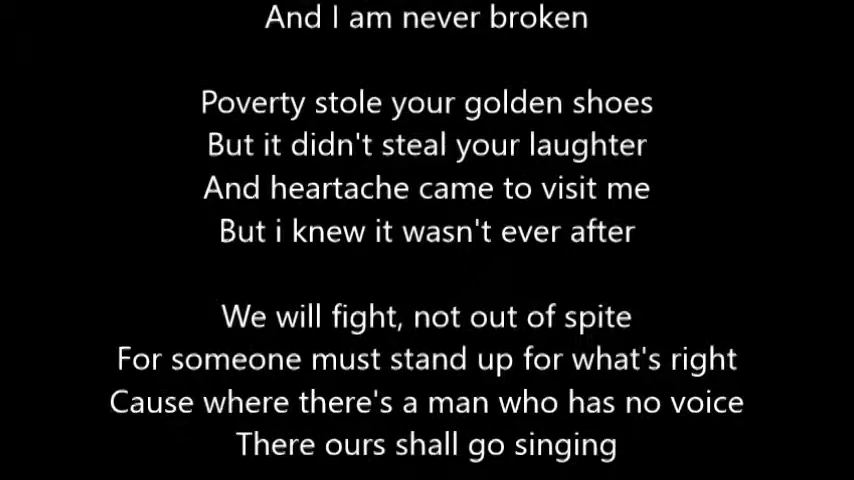 And I am never broken
Poverty stole your golden shoes
But it didn't steal your laughter
And heartache came to visit me
But i knew it wasn't ever after
We will fight, not out of spite
For someone must stand up for what's right
Cause where there's a man who has no voice
There ours shall go singing